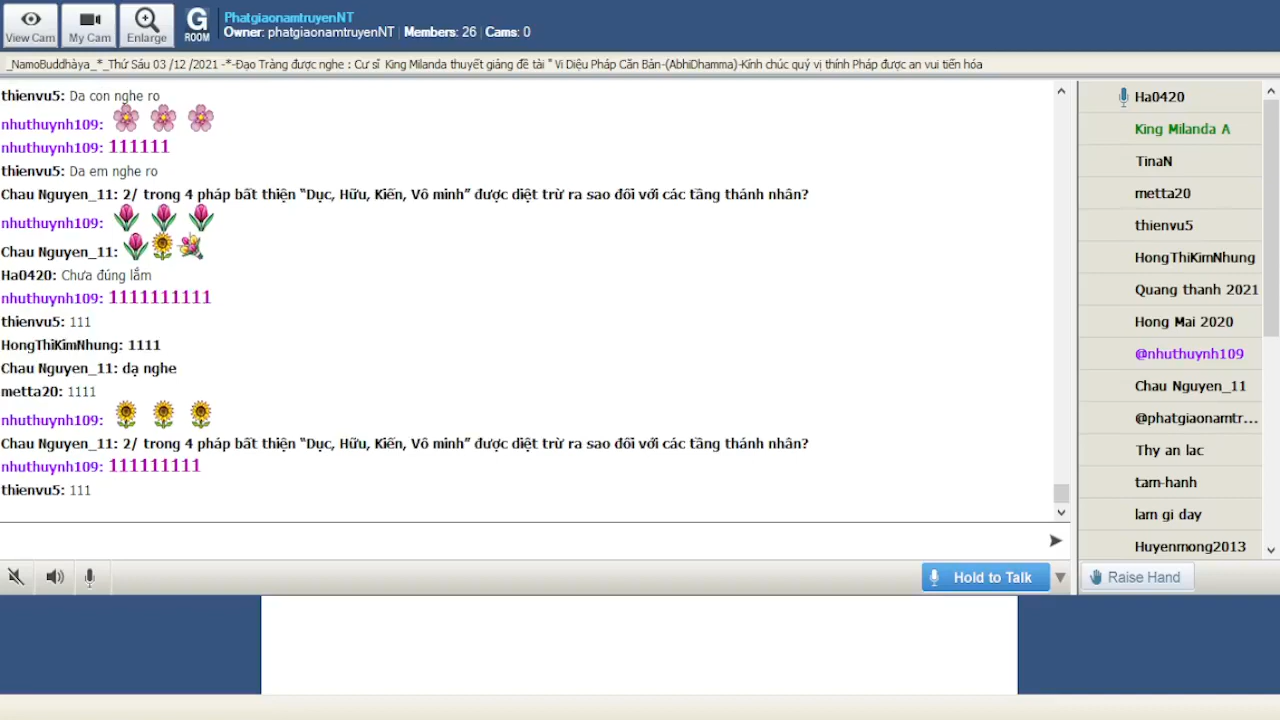 View Cam
My Cam
Enlarge
G
ROOM
PhatgiaonamtruyenNT
Owner: phatgiaonamtruyenNT | Members: 26 | Cams: 0
_NamoBuddhàya_*_Thứ Sáu 03 /12 /2021 -*-Đạo Tràng được nghe : Cư sĩ King Milanda thuyết giảng đề tài " Vi Diệu Pháp Căn Bản-(AbhiDhamma)-Kính chúc quý vị thính Pháp được an vui tiến hóa
thienvu5: Da con nghe ro
nhuthuynh109:
nhuthuynh109: 111111
thienvu5: Da em nghe ro
Chau Nguyen_11: 2/ trong 4 pháp bất thiện “Dục, Hữu, Kiến, Vô minh” được diệt trừ ra sao đối với các tầng thánh nhân?
nhuthuynh109:
Chau Nguyen_11:
Ha0420: Chưa đúng lắm
nhuthuynh109: 1111111111
thienvu5: 111
HongThiKimNhung: 1111
Chau Nguyen_11: dạ nghe
metta20: 1111
nhuthuynh109:
Chau Nguyen_11: 2/ trong 4 pháp bất thiện “Dục, Hữu, Kiến, Vô minh” được diệt trừ ra sao đối với các tầng thánh nhân?
nhuthuynh109: 111111111
thienvu5: 111
Hold to Talk
Ha0420
King Milanda A
TinaN
metta20
thienvu5
HongThiKimNhung
Quang thanh 2021
Hong Mai 2020
@nhuthuynh109
Chau Nguyen_11
@phatgiaonamtr...
Thy an lac
tam-hanh
lam gi day
Huyenmong2013
Raise Hand